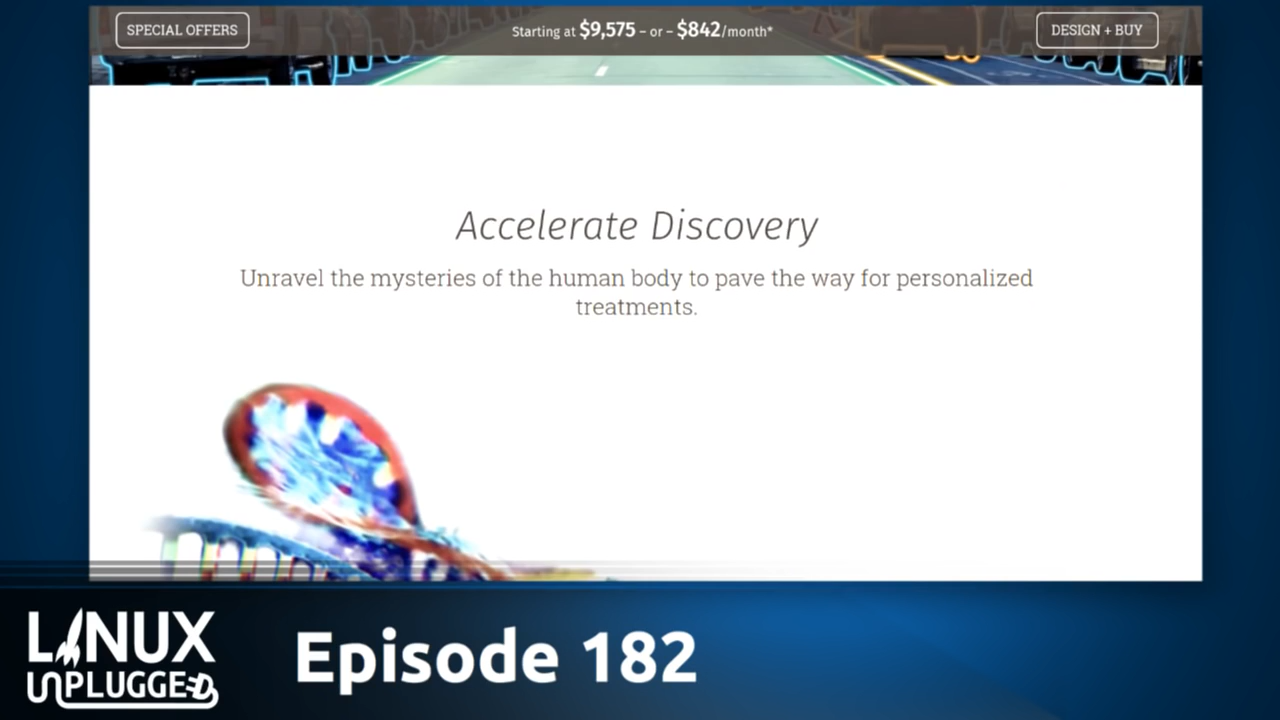 SPECIAL OFFERS
Starting at $9,575 – or – $842/month*
DESIGN + BUY
Accelerate Discovery
Unravel the mysteries of the human body to pave the way for personalized
treatments.
LINUX
UNPLUGGED
Episode 182